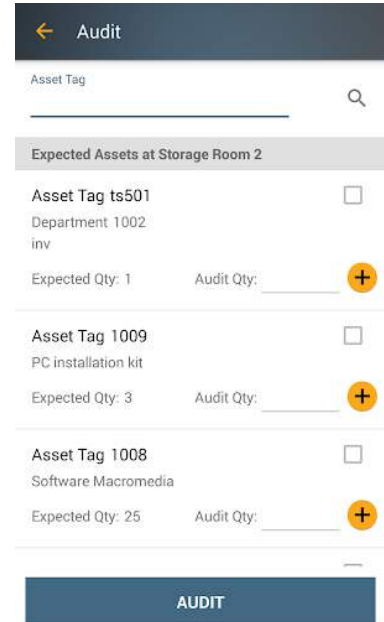 Audit
Asset Tag
Expected Assets at Storage Room 2
Asset Tag ts501
Department 1002
inv
Expected Qty: 1 Audit Qty:
Asset Tag 1009
PC installation kit
Expected Qty: 3 Audit Qty:
Asset Tag 1008
Software Macromedia
Expected Qty: 25 Audit Qty:
AUDIT